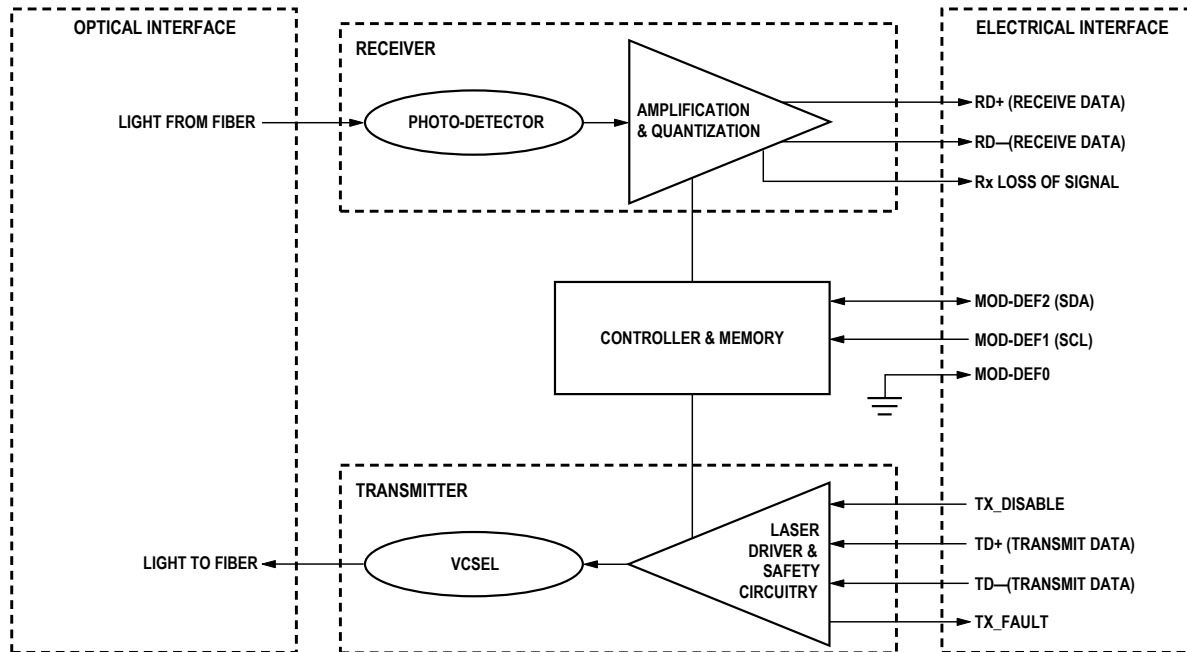 OPTICAL INTERFACE
RECEIVER
ELECTRICAL INTERFACE
LIGHT FROM FIBER
PHOTO-DETECTOR
AMPLIFICATION
& QUANTIZATION
RD+ (RECEIVE DATA)
RD—(RECEIVE DATA)
Rx LOSS OF SIGNAL
CONTROLLER & MEMORY
MOD-DEF2 (SDA)
MOD-DEF1 (SCL)
MOD-DEF0
TRANSMITTER
LIGHT TO FIBER
VCSEL
LASER
DRIVER &
SAFETY
CIRCUITRY
TX_DISABLE
TD+ (TRANSMIT DATA)
TD—(TRANSMIT DATA)
TX_FAULT